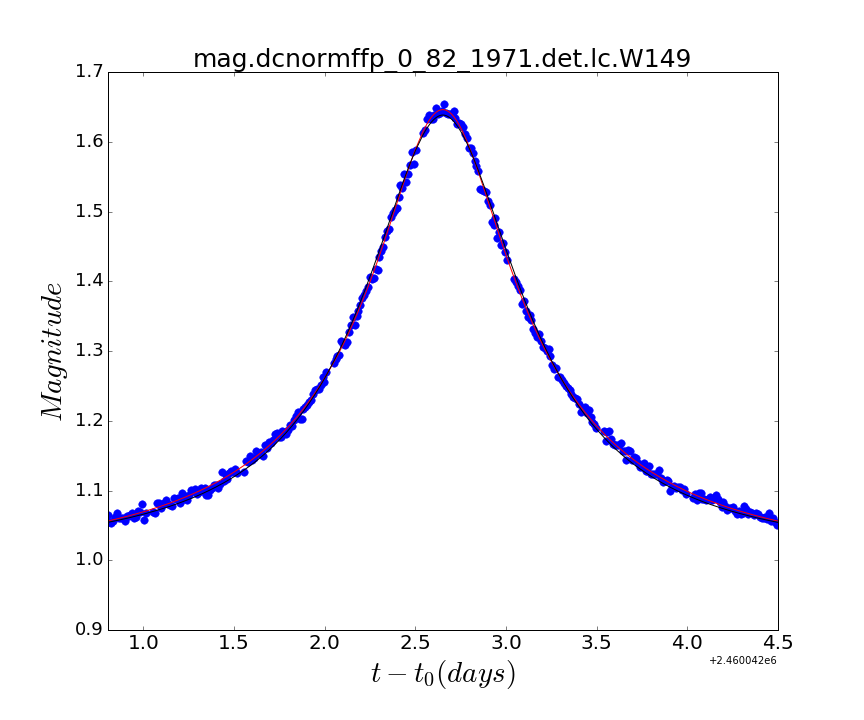 mag.dcnormffp_0_82_1971.det.lc.W149
1.7
1.6
1.5
1.4
1.3
1.2
1.1
1.0
0.9
Magnitude
1.0 1.5 2.0 2.5 3.0 3.5 4.0 4.5
+2.460042e6
t − t₀(days)